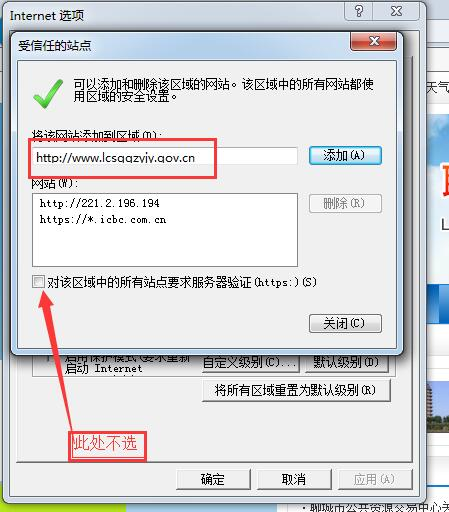 Internet 选项
受信任的站点
天气
可以添加和删除该区域的网站。该区域中的所有网站都使
用区域的安全设置。
将该网站添加到区域(D):
http://www.lcsggzyjy.gov.cn
添加(A)
网站(W):
http://221.2.196.194
https://*.icbc.com.cn
删除(R)
对该区域中的所有站点要求服务器验证(https:)(S)
关闭(C)
启用保护模式(要求重新
启动 Internet
自定义级别(C)...
默认级别(D)
将所有区域重置为默认级别(R)
此处不选
确定
取消
应用(A)
·聊城市公共资源交易中心关